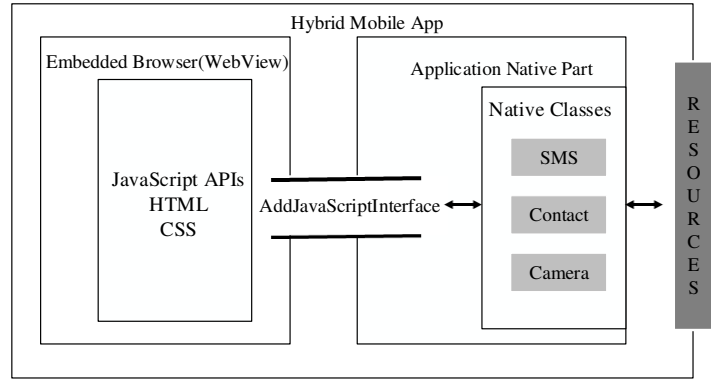 Hybrid Mobile App
Embedded Browser(WebView)
JavaScript APIs
HTML
CSS
AddJavaScriptInterface
Application Native Part
Native Classes
SMS
Contact
Camera
RESOURCES